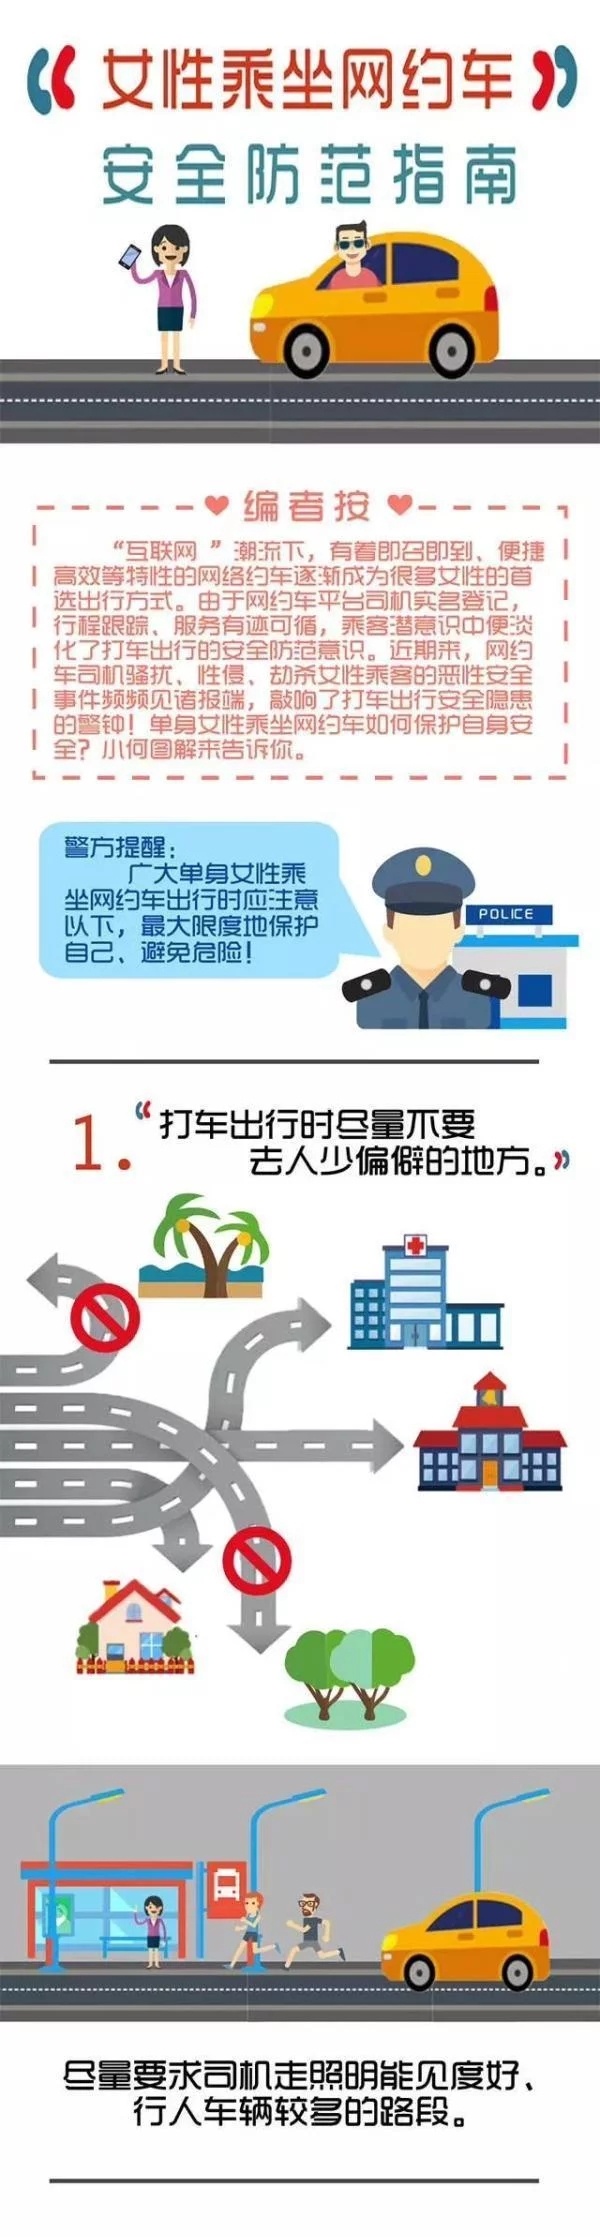 女性乘坐网约车
安全防范指南
编者按
“互联网 ”潮流下，有着即召即到、便捷
高效等特性的网络约车逐渐成为很多女性的首
选出行方式。由于网约车平台司机实名登记，
行程跟踪、服务有迹可循，乘客潜意识中便淡
化了打车出行的安全防范意识。近期来，网约
车司机骚扰、性侵、劫杀女性乘客的恶性安全
事件频频见诸报端，敲响了打车出行安全隐患
的警钟！单身女性乘坐网约车如何保护自身安
全？小何图解来告诉你。
警方提醒：
广大单身女性乘
坐网约车出行时应注意
以下，最大限度地保护
自己、避免危险！
POLICE
1.“打车出行时尽量不要
去人少偏僻的地方。”
尽量要求司机走照明能见度好、
行人车辆较多的路段。